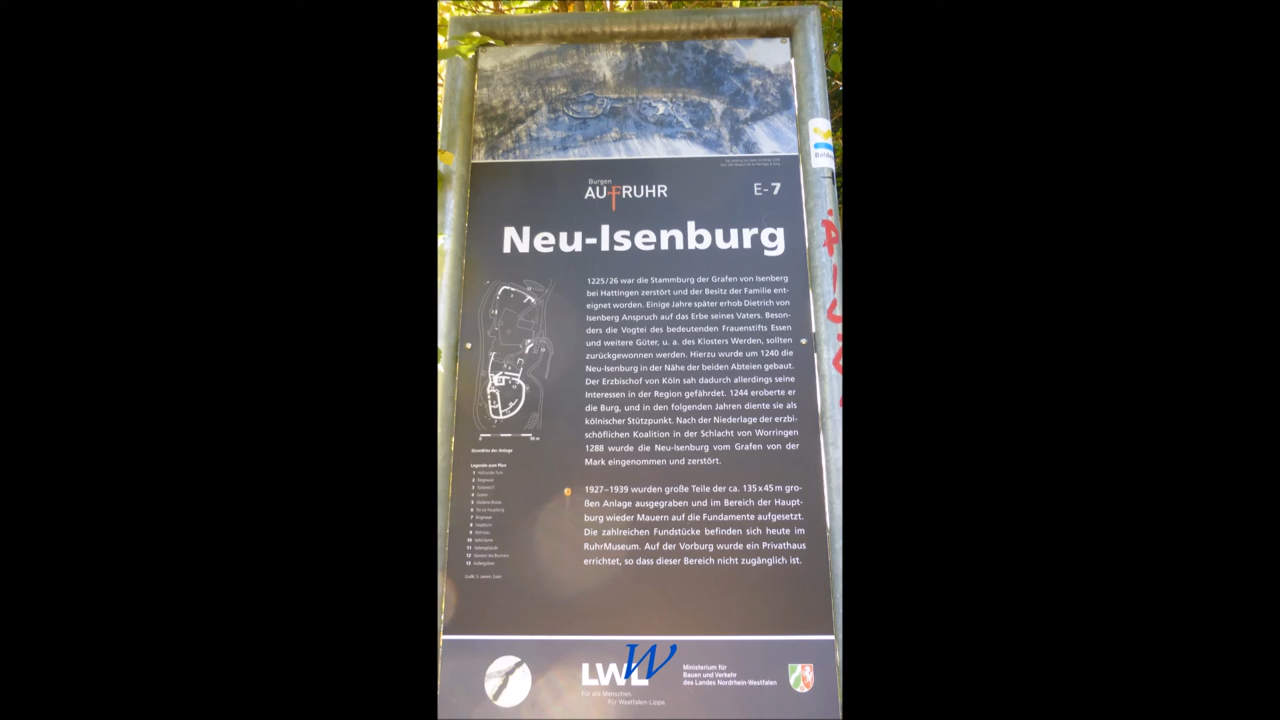 Balde
Burgen
AUFRUHR
E-7
Neu-Isenburg
1225/26 war die Stammburg der Grafen von Isenberg
bei Hattingen zerstört und der Besitz der Familie ent-
eignet worden. Einige Jahre später erhob Dietrich von
Isenberg Anspruch auf das Erbe seines Vaters. Beson-
ders die Vogtei des bedeutenden Frauenstifts Essen
und weitere Güter, u. a. des Klosters Werden, sollten
zurückgewonnen werden. Hierzu wurde um 1240 die
Neu-Isenburg in der Nähe der beiden Abteien gebaut.
Der Erzbischof von Köln sah dadurch allerdings seine
Interessen in der Region gefährdet. 1244 eroberte er
die Burg, und in den folgenden Jahren diente sie als
kölnischer Stützpunkt. Nach der Niederlage der erzbi-
schöflichen Koalition in der Schlacht von Worringen
1288 wurde die Neu-Isenburg vom Grafen von der
Mark eingenommen und zerstört.
1927–1939 wurden große Teile der ca. 135 x 45 m gro-
ßen Anlage ausgegraben und im Bereich der Haupt-
burg wieder Mauern auf die Fundamente aufgesetzt.
Die zahlreichen Fundstücke befinden sich heute im
RuhrMuseum. Auf der Vorburg wurde ein Privathaus
errichtet, so dass dieser Bereich nicht zugänglich ist.
Grundriss der Anlage
Legende zum Plan
LWL
Für die Menschen.
Für Westfalen-Lippe.
W
Ministerium für
Bauen und Verkehr
des Landes Nordrhein-Westfalen